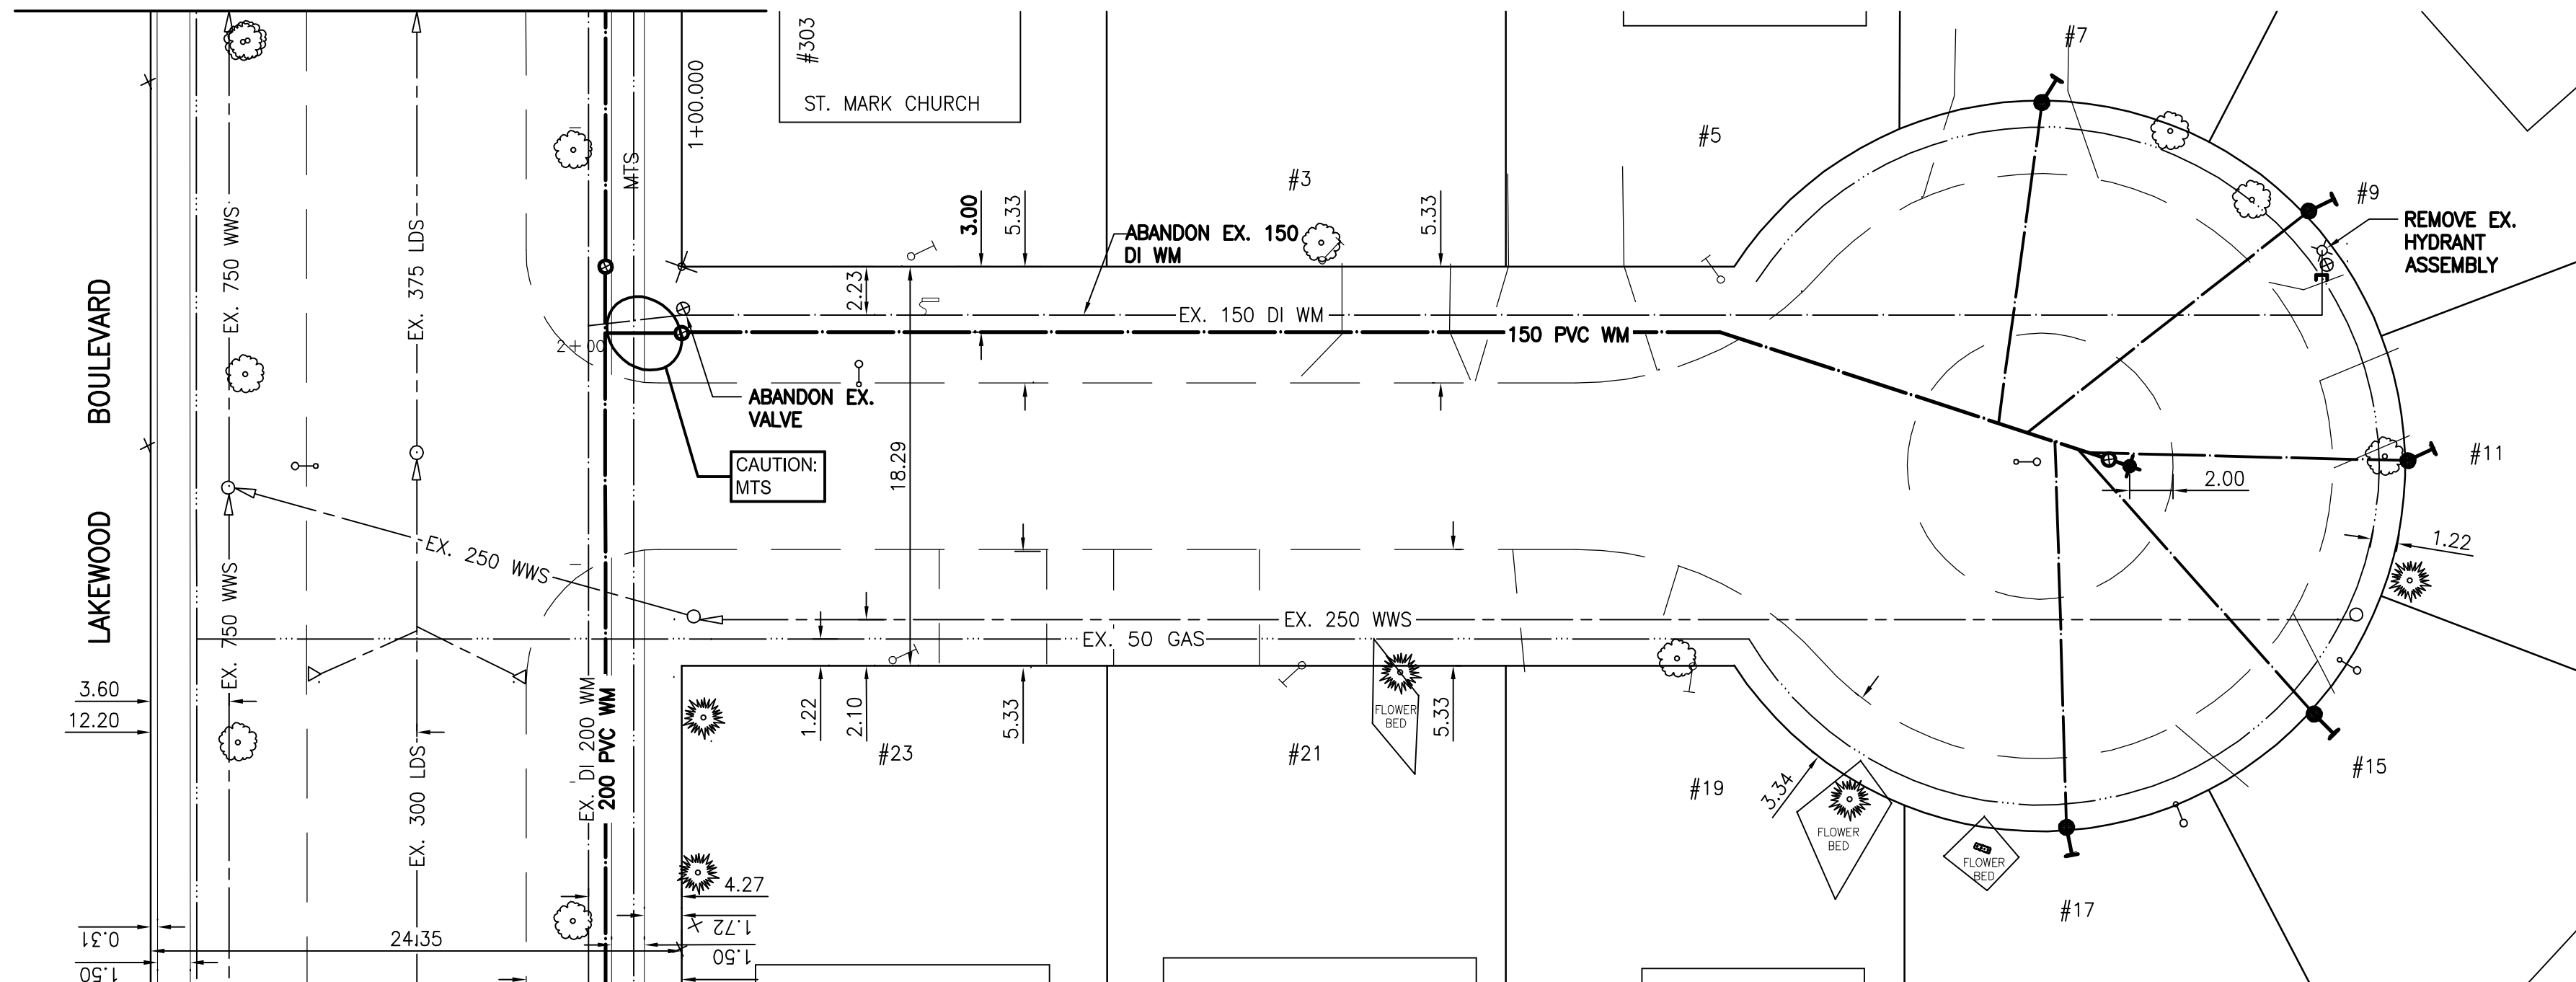 #303
ST. MARK CHURCH
1+00.000
MTS
#3
#5
#7
#9
#11
#15
#17
#19
#21
#23
REMOVE EX.
HYDRANT
ASSEMBLY
EX. 750 WWS
EX. 375 LDS
LAKEWOOD BOULEVARD
3.00
5.33
2.23
ABANDON EX. 150
DI WM
5.33
EX. 150 DI WM
150 PVC WM
2+00
ABANDON EX.
VALVE
CAUTION:
MTS
18.29
2.00
1.22
EX. 250 WWS
EX. 750 WWS
EX. 250 WWS
EX. 50 GAS
EX. DI 200 WM
200 PVC WM
EX. 300 LDS
3.60
12.20
1.22
2.10
5.33
5.33
FLOWER
BED
3.34
FLOWER
BED
FLOWER
BED
4.27
1.72
1.50
24.35
0.31
1.50